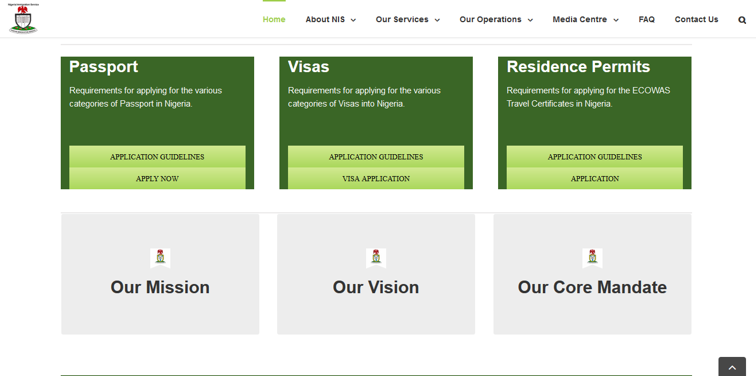 Home
About NIS
Our Services
Our Operations
Media Centre
FAQ
Contact Us
Passport
Requirements for applying for the various
categories of Passport in Nigeria.
APPLICATION GUIDELINES
APPLY NOW
Visas
Requirements for applying for the various
categories of Visas into Nigeria.
APPLICATION GUIDELINES
VISA APPLICATION
Residence Permits
Requirements for applying for the ECOWAS
Travel Certificates in Nigeria.
APPLICATION GUIDELINES
APPLICATION
Our Mission
Our Vision
Our Core Mandate